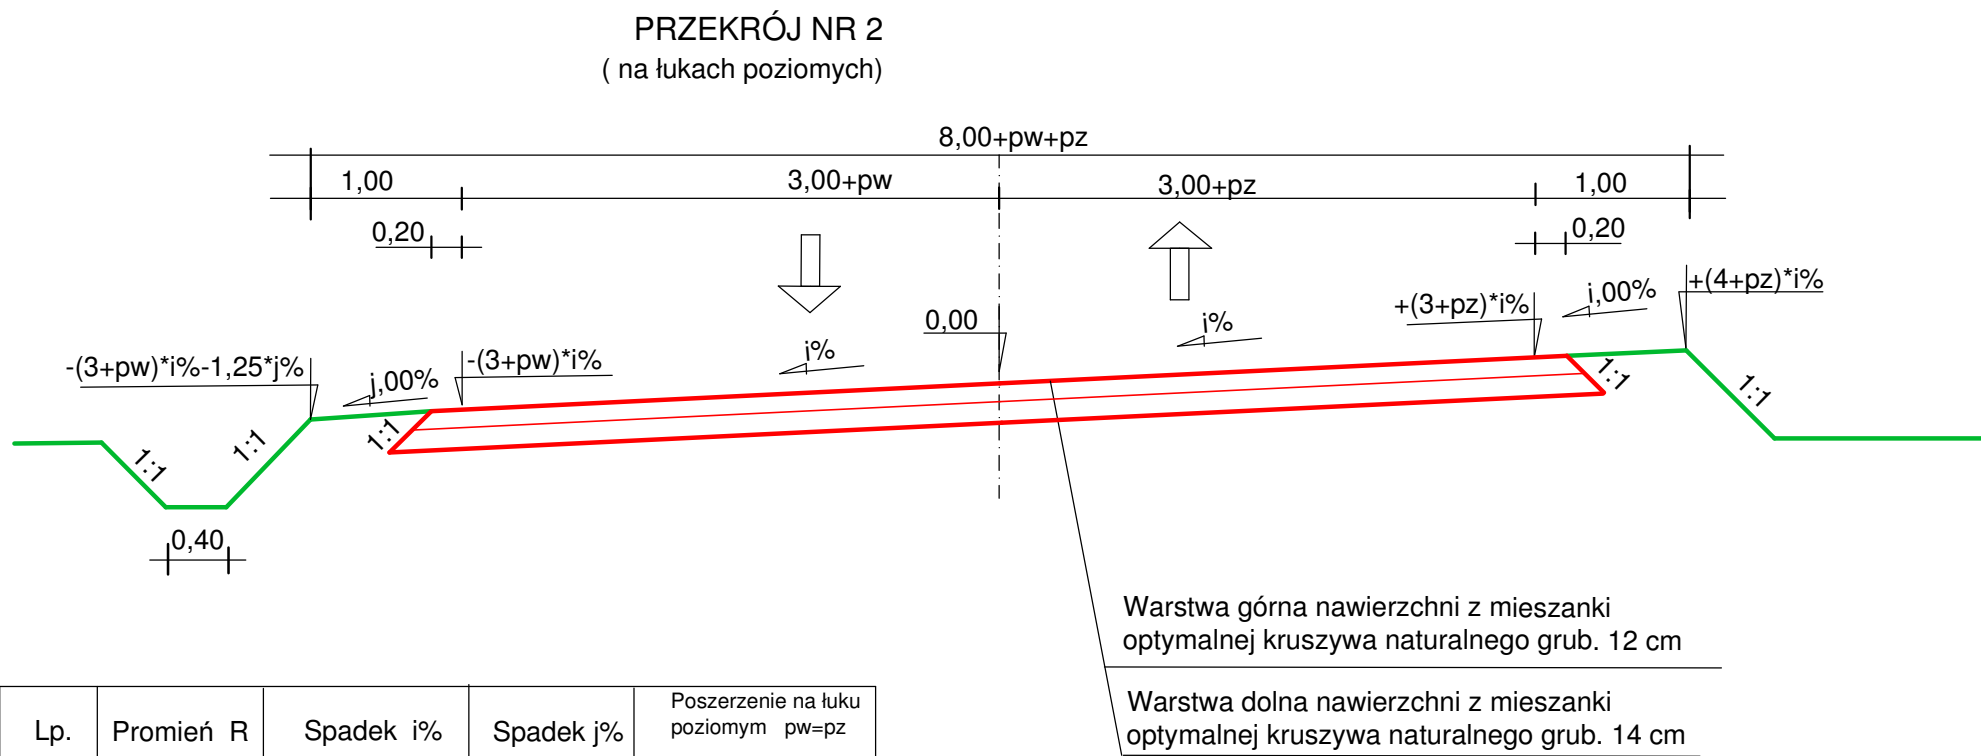 PRZEKRÓJ NR 2
( na łukach poziomych)
8,00+pw+pz
1,00
3,00+pw
3,00+pz
1,00
0,20
0,20
+(4+pz)*i%
i,00%
+(3+pz)*i%
0,00
i%
i%
-(3+pw)*i%-1,25*j%
j,00%
-(3+pw)*i%
1:1
1:1
1:1
1:1
1:1
0,40
Warstwa górna nawierzchni z mieszanki
optymalnej kruszywa naturalnego grub. 12 cm
Warstwa dolna nawierzchni z mieszanki
optymalnej kruszywa naturalnego grub. 14 cm
Lp.
Promień R
Spadek i%
Spadek j%
Poszerzenie na łuku
poziomym pw=pz